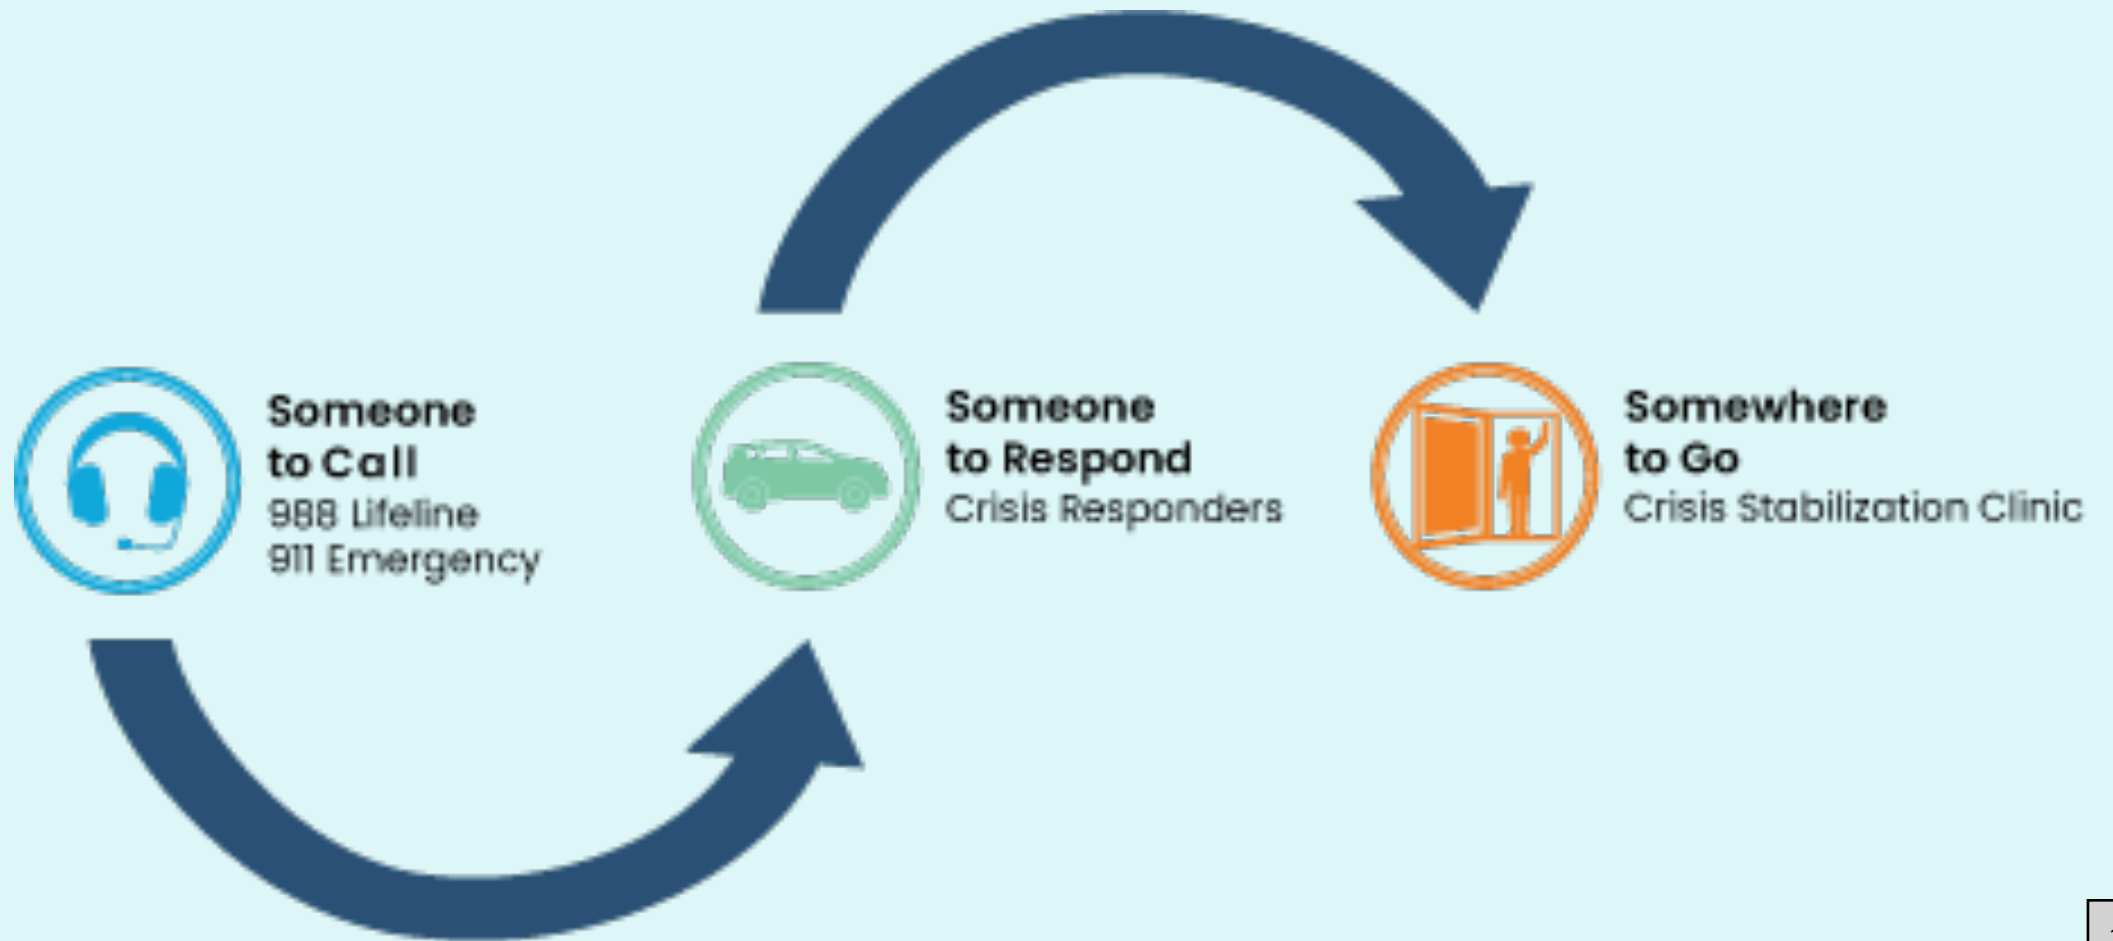 Someone
to Call
988 Lifeline
911 Emergency
Someone
to Respond
Crisis Responders
Somewhere
to Go
Crisis Stabilization Clinic